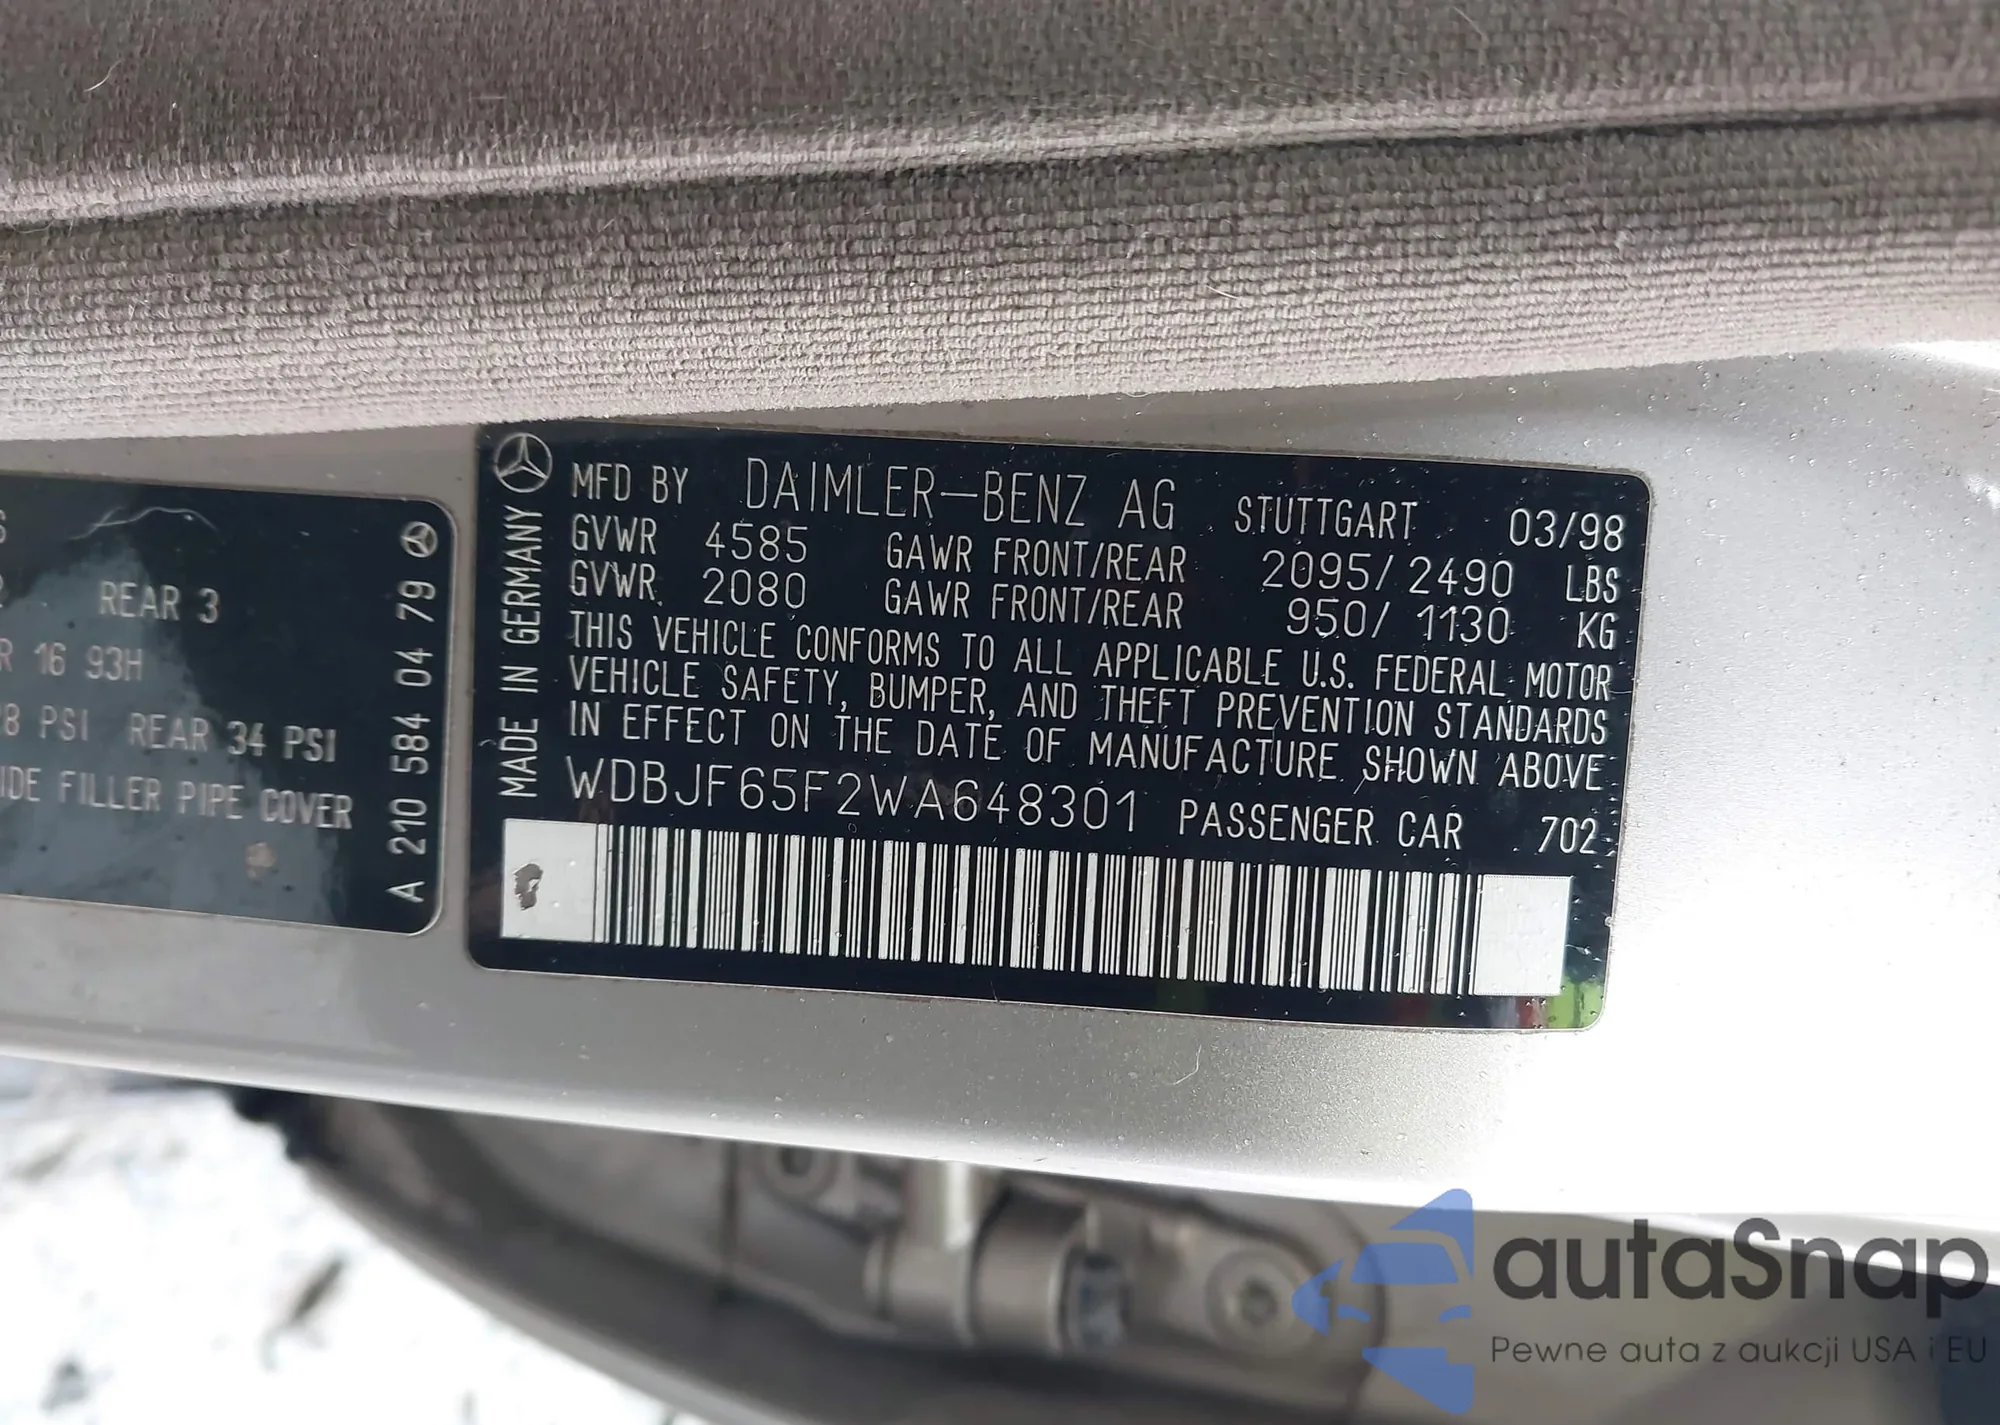 REAR 3
R 16 93H
28 PSI REAR 34 PSI
IDE FILLER PIPE COVER
A 210 584 04 79
MADE IN GERMANY
MFD BY DAIMLER-BENZ AG STUTTGART 03/98
GVWR 4585 GAWR FRONT/REAR 2095/2490 LBS
GVWR 2080 GAWR FRONT/REAR 950/1130 KG
THIS VEHICLE CONFORMS TO ALL APPLICABLE U.S. FEDERAL MOTOR
VEHICLE SAFETY, BUMPER, AND THEFT PREVENTION STANDARDS
IN EFFECT ON THE DATE OF MANUFACTURE SHOWN ABOVE
WDBJF65F2WA648301 PASSENGER CAR 702
autaSnap
Pewne auta z aukcji USA i EU